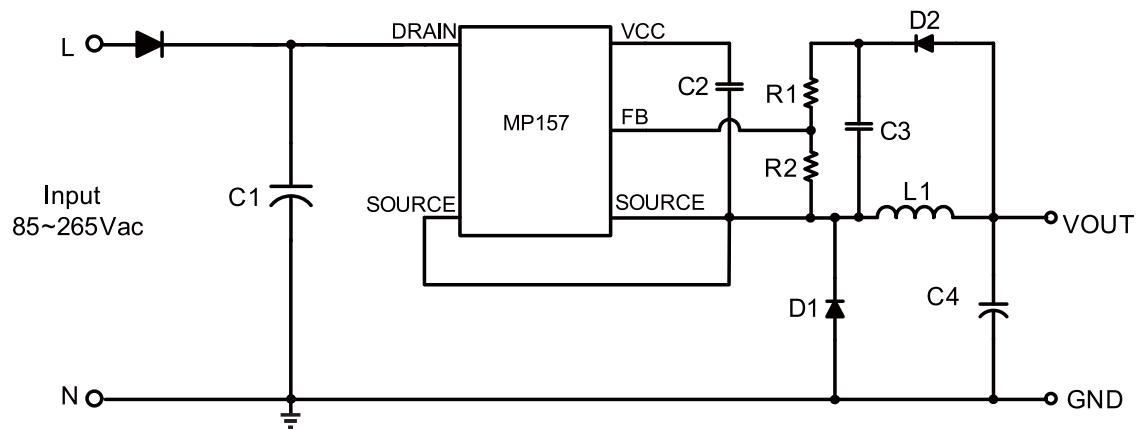 L
DRAIN
VCC
D2
C2
R1
MP157
FB
C3
R2
Input
85~265Vac
C1
SOURCE
SOURCE
L1
VOUT
D1
C4
N
GND